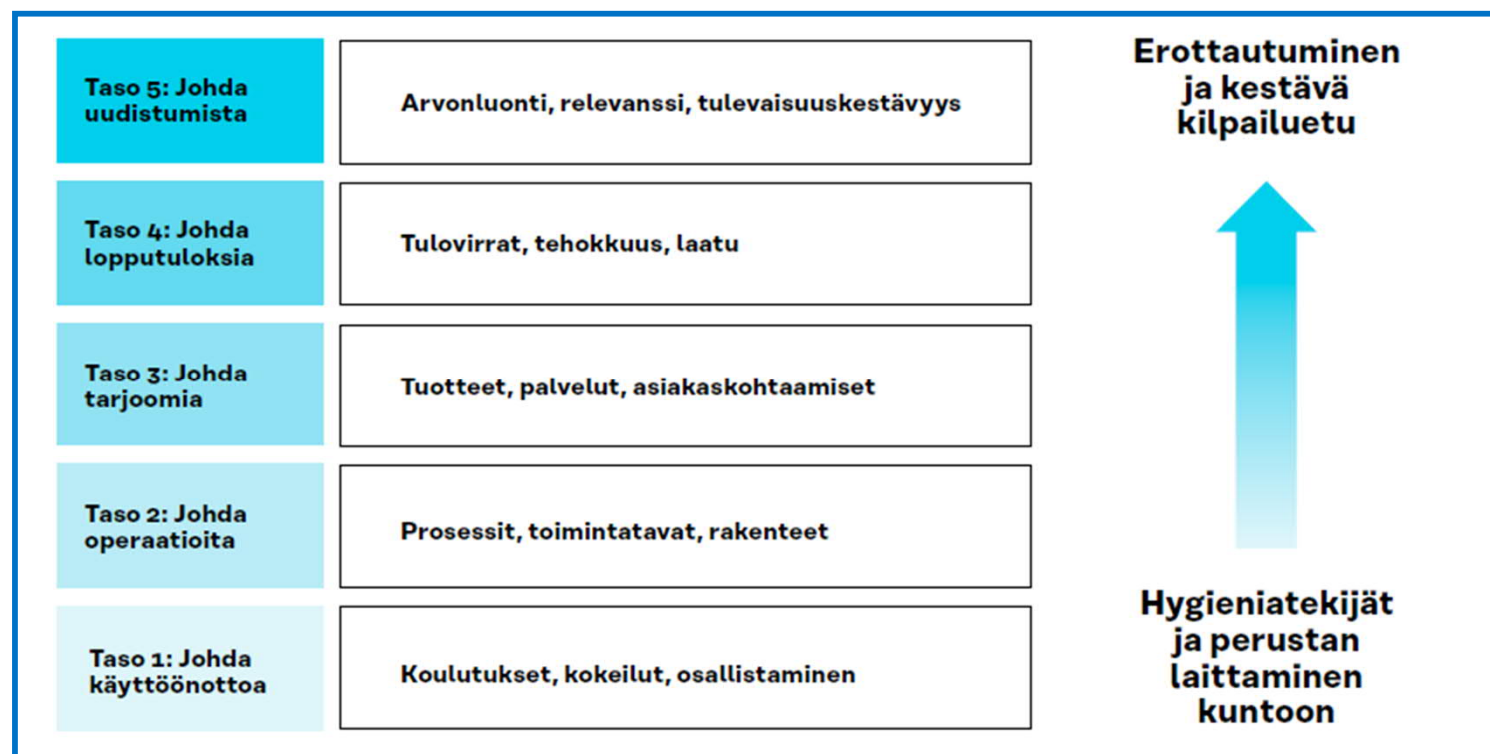 Taso 5: Johda
uudistumista
Arvonluonti, relevanssi, tulevaisuuskestävyys
Erottautuminen
ja kestävä
kilpailuetu
Taso 4: Johda
lopputuloksia
Tulovirrat, tehokkuus, laatu
Taso 3: Johda
tarjoomia
Tuotteet, palvelut, asiakaskohtaamiset
Taso 2: Johda
operaatioita
Prosessit, toimintatavat, rakenteet
Taso 1: Johda
käyttöönottoa
Koulutukset, kokeilut, osallistaminen
Hygieniatekijät
ja perustan
laittaminen
kuntoon